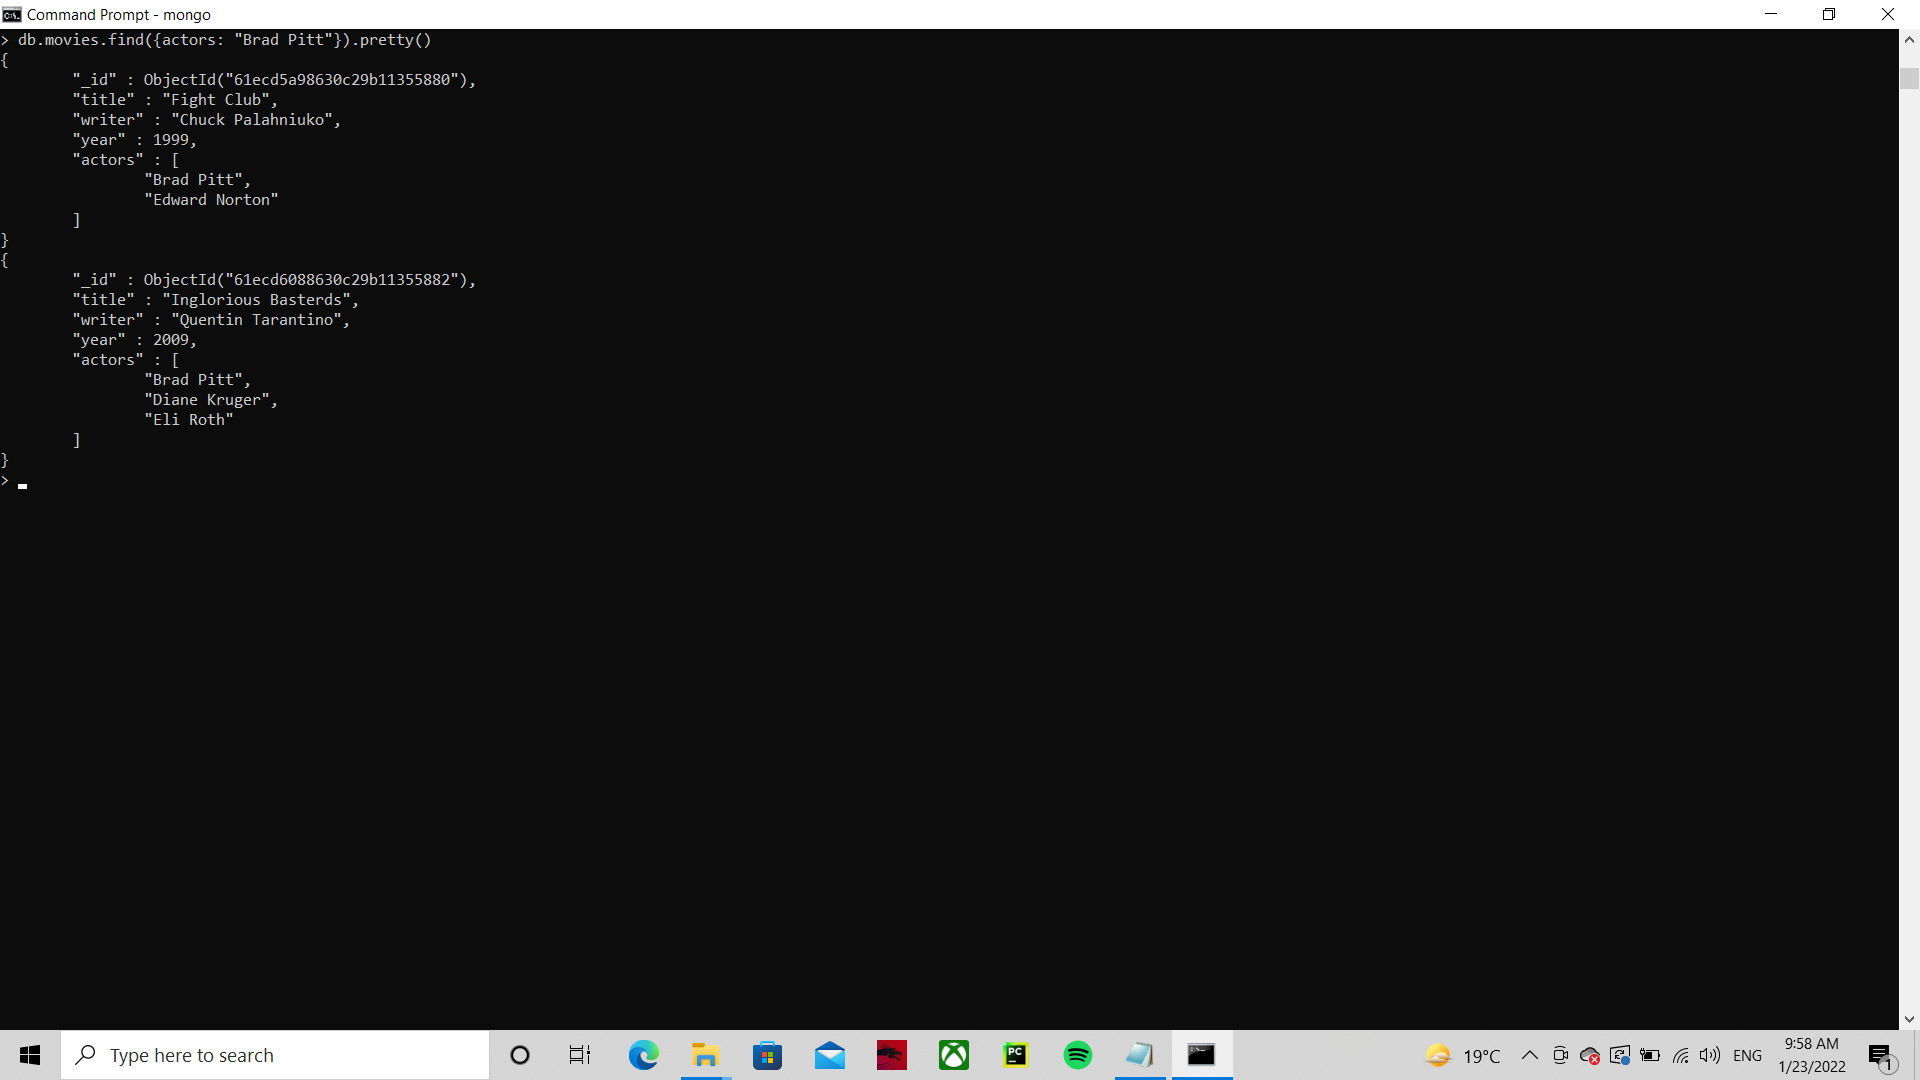 Command Prompt - mongo
> db.movies.find({actors: "Brad Pitt"}).pretty()
{
        "_id" : ObjectId("61ecd5a98630c29b11355880"),
        "title" : "Fight Club",
        "writer" : "Chuck Palahniuko",
        "year" : 1999,
        "actors" : [
                "Brad Pitt",
                "Edward Norton"
        ]
}
{
        "_id" : ObjectId("61ecd6088630c29b11355882"),
        "title" : "Inglorious Basterds",
        "writer" : "Quentin Tarantino",
        "year" : 2009,
        "actors" : [
                "Brad Pitt",
                "Diane Kruger",
                "Eli Roth"
        ]
}
>
Type here to search
PC
19°C
ENG
9:58 AM
1/23/2022
1